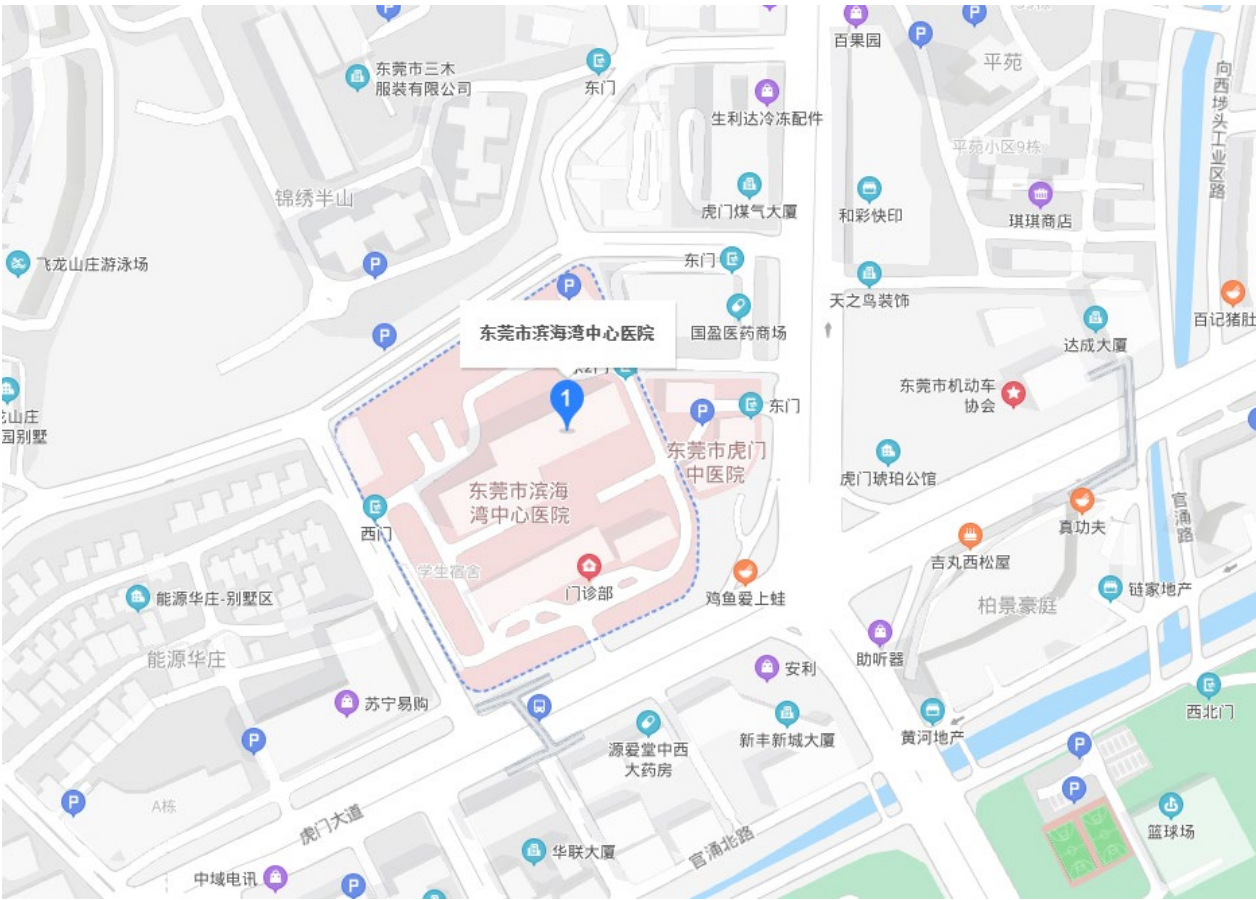 百果园
平苑
向西埗头工业区路
东莞市三木
服装有限公司
东门
生利达冷冻配件
平苑小区9栋
锦绣半山
虎门煤气大厦
和彩快印
琪琪商店
飞龙山庄游泳场
东门
天之鸟装饰
国盈医药商场
百记猪肚
东莞市滨海湾中心医院
达成大厦
东莞市机动车
协会
山庄
园别墅
东门
东莞市虎门
中医院
虎门琥珀公馆
东莞市滨海
湾中心医院
西门
官涌路
真功夫
吉丸西松屋
学生宿舍
门诊部
鸡鱼爱上蛙
能源华庄-别墅区
链家地产
柏景豪庭
能源华庄
助听器
安利
苏宁易购
西北门
黄河地产
新丰新城大厦
源爱堂中西
大药房
A栋
虎门大道
篮球场
官涌北路
华联大厦
中域电讯
1
P
P
P
P
P
P
P
P
P
P
P